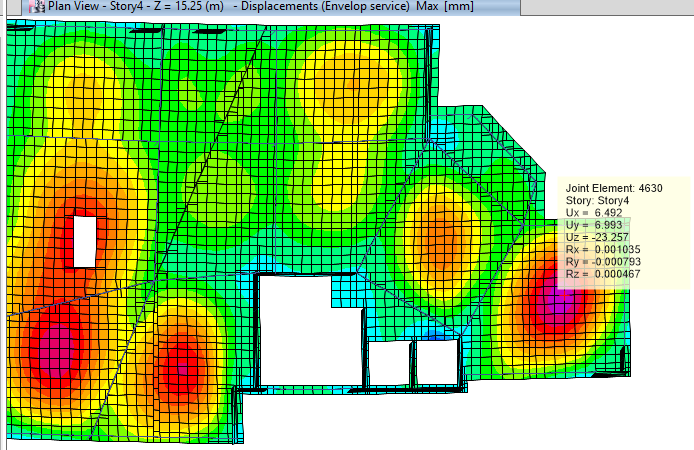 Plan View - Story4 - Z = 15.25 (m) - Displacements (Envelop service) Max [mm]
Joint Element: 4630
Story: Story4
Ux = 6.492
Uy = 6.993
Uz = -23.257
Rx = 0.001035
Ry = -0.000793
Rz = 0.000467